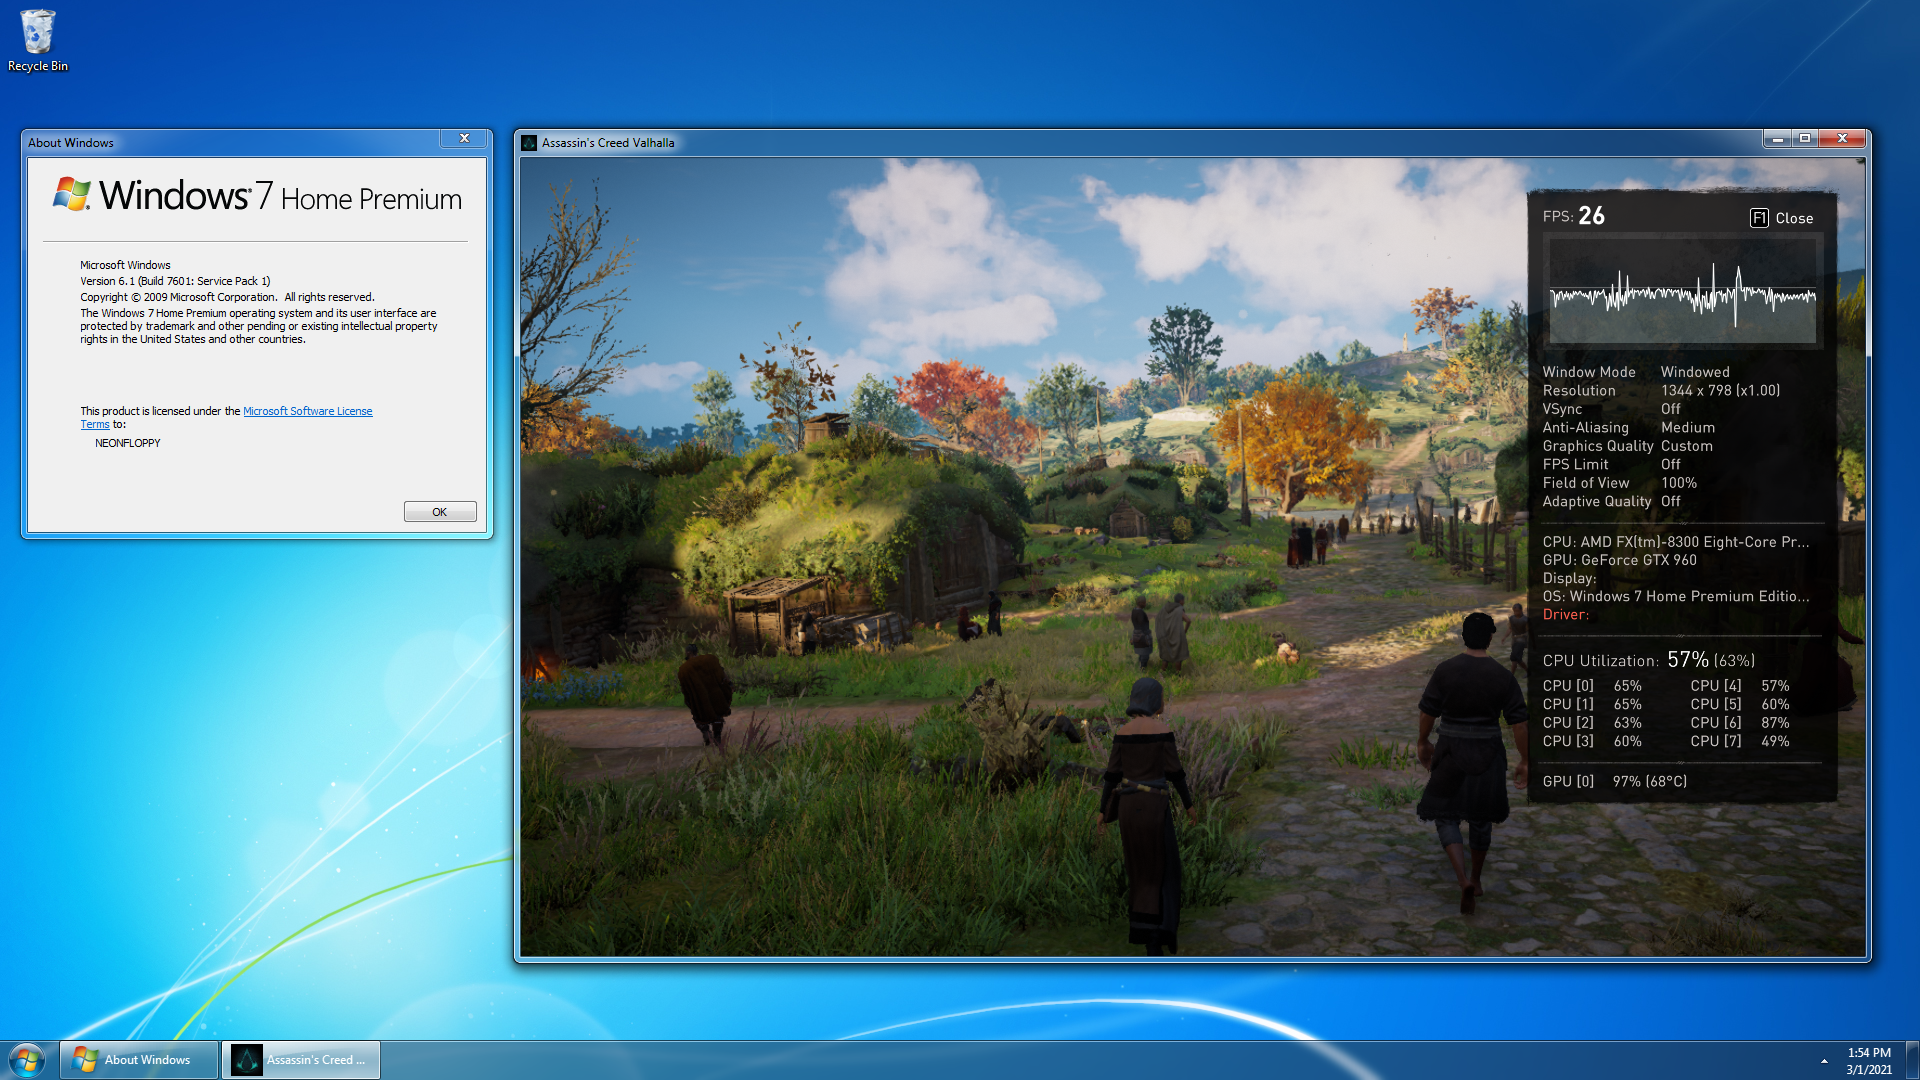 Recycle Bin
About Windows
Windows 7 Home Premium
Microsoft Windows
Version 6.1 (Build 7601: Service Pack 1)
Copyright © 2009 Microsoft Corporation. All rights reserved.
The Windows 7 Home Premium operating system and its user interface are
protected by trademark and other pending or existing intellectual property
rights in the United States and other countries.
This product is licensed under the Microsoft Software License
Terms to:
NEONFLOPPY
OK
Assassin's Creed Valhalla
FPS: 26
F1 Close
Window Mode Windowed
Resolution 1344 x 798 (x1.00)
VSync Off
Anti-Aliasing Medium
Graphics Quality Custom
FPS Limit Off
Field of View 100%
Adaptive Quality Off
CPU: AMD FX(tm)-8300 Eight-Core Pr...
GPU: GeForce GTX 960
Display:
OS: Windows 7 Home Premium Editio...
Driver:
CPU Utilization: 57% (63%)
CPU [0] 65% CPU [4] 57%
CPU [1] 65% CPU [5] 60%
CPU [2] 63% CPU [6] 87%
CPU [3] 60% CPU [7] 49%
GPU [0] 97% (68°C)
About Windows
Assassin's Creed ...
1:54 PM
3/1/2021